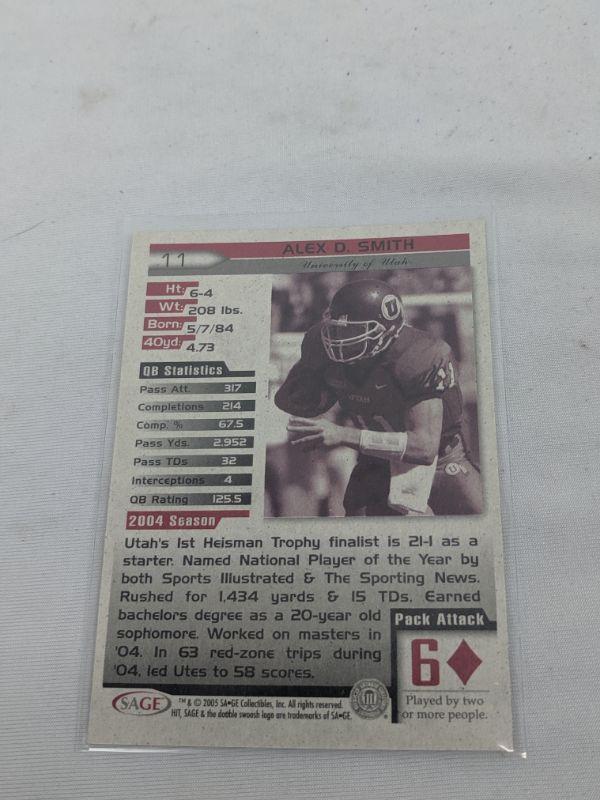 ALEX D. SMITH
11
University of Utah
Ht: 6-4
Wt: 208 lbs.
Born: 5/7/84
40yd: 4.73
QB Statistics
Pass Att. 317
Completions 214
Comp. % 67.5
Pass Yds. 2,952
Pass TDs 32
Interceptions 4
QB Rating 125.5
U
11
UTAH
11
U
2004 Season
Utah's 1st Heisman Trophy finalist is 21-1 as a
starter. Named National Player of the Year by
both Sports Illustrated & The Sporting News.
Rushed for 1,434 yards & 15 TDs. Earned
bachelors degree as a 20-year old
sophomore. Worked on masters in
'04. In 63 red-zone trips during
'04, led Utes to 58 scores.
Pack Attack
6♦
Played by two
or more people.
SAGE
™ & © 2005 SA•GE Collectibles, Inc. All rights reserved.
HIT, SAGE & the double swoosh logo are trademarks of SA•GE.